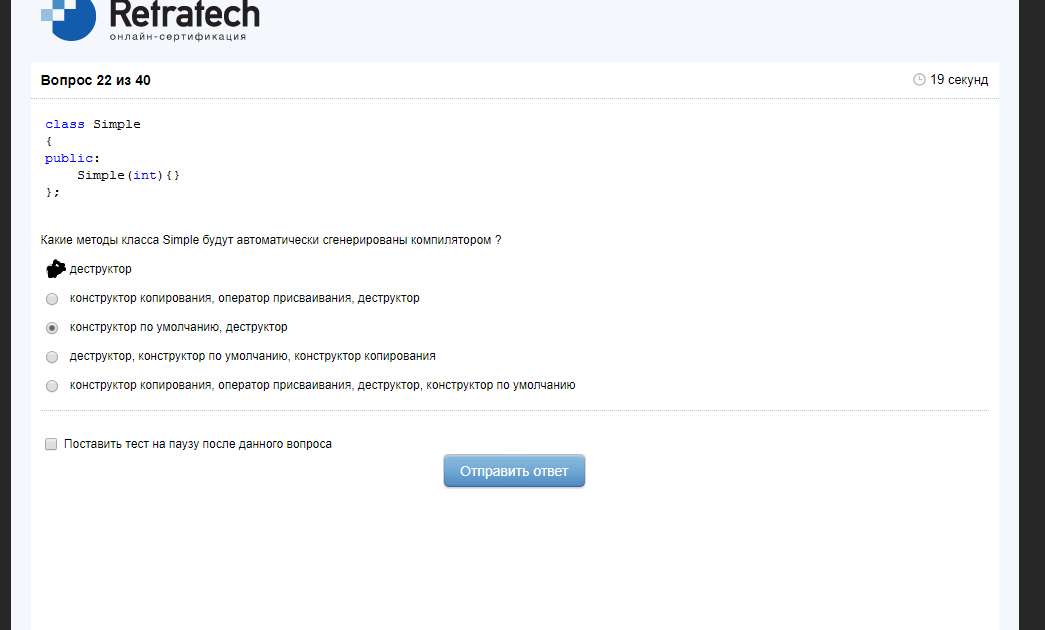 Retratech
онлайн-сертификация
Вопрос 22 из 40
19 секунд
class Simple
{
public:
Simple(int){}
};
Какие методы класса Simple будут автоматически сгенерированы компилятором ?
деструктор
конструктор копирования, оператор присваивания, деструктор
конструктор по умолчанию, деструктор
деструктор, конструктор по умолчанию, конструктор копирования
конструктор копирования, оператор присваивания, деструктор, конструктор по умолчанию
Поставить тест на паузу после данного вопроса
Отправить ответ